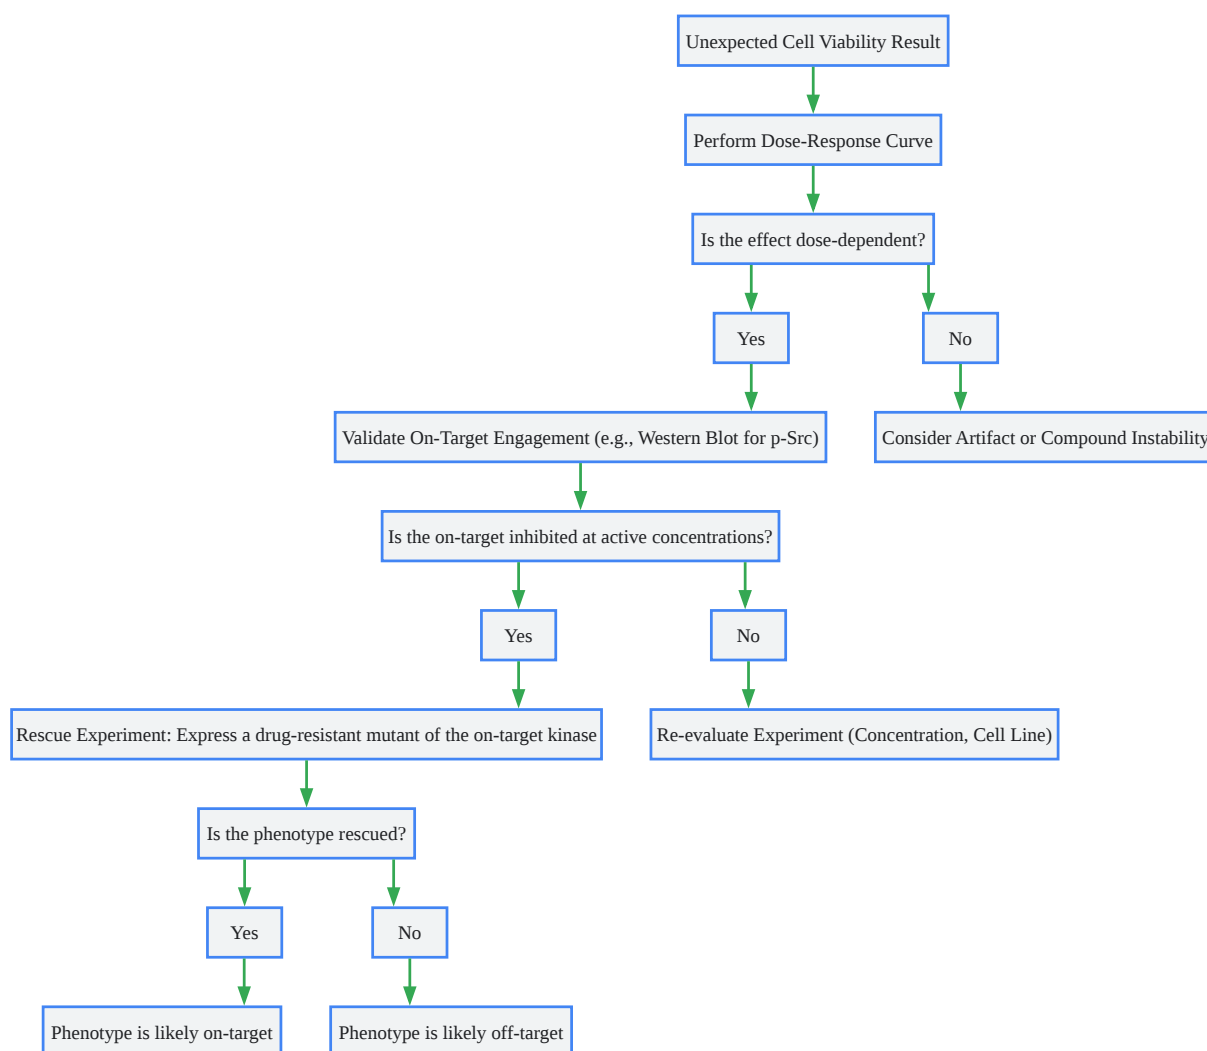 Unexpected Cell Viability Result
Perform Dose-Response Curve
Is the effect dose-dependent?
Yes
No
Validate On-Target Engagement (e.g., Western Blot for p-Src)
Consider Artifact or Compound Instability
Is the on-target inhibited at active concentrations?
Yes
No
Rescue Experiment: Express a drug-resistant mutant of the on-target kinase
Re-evaluate Experiment (Concentration, Cell Line)
Is the phenotype rescued?
Yes
No
Phenotype is likely on-target
Phenotype is likely off-target